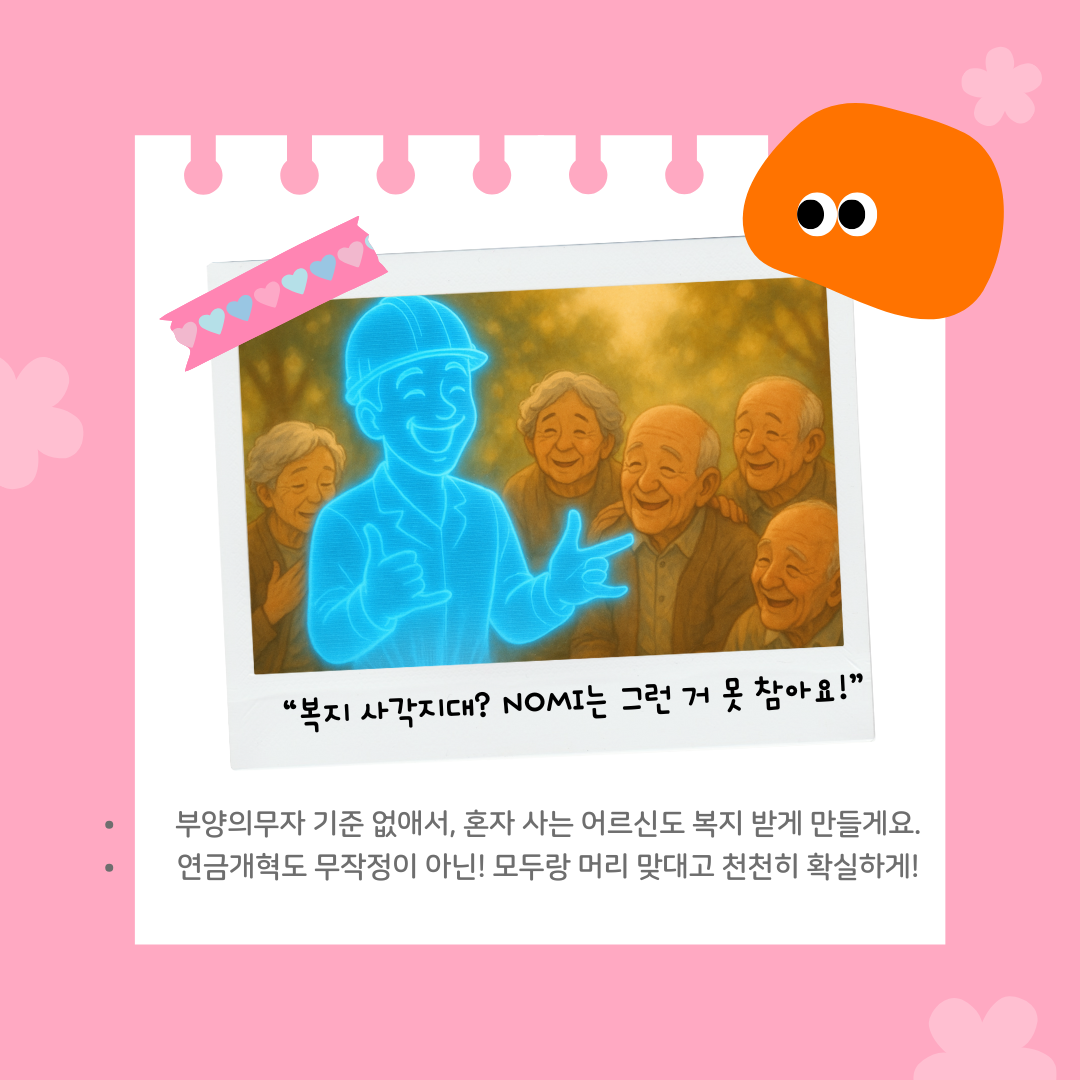 “복지 사각지대? NOMI는 그런 거 못 참아요!”
• 부양의무자 기준 없애서, 혼자 사는 어르신도 복지 받게 만들게요.
• 연금개혁도 무작정이 아닌! 모두랑 머리 맞대고 천천히 확실하게!